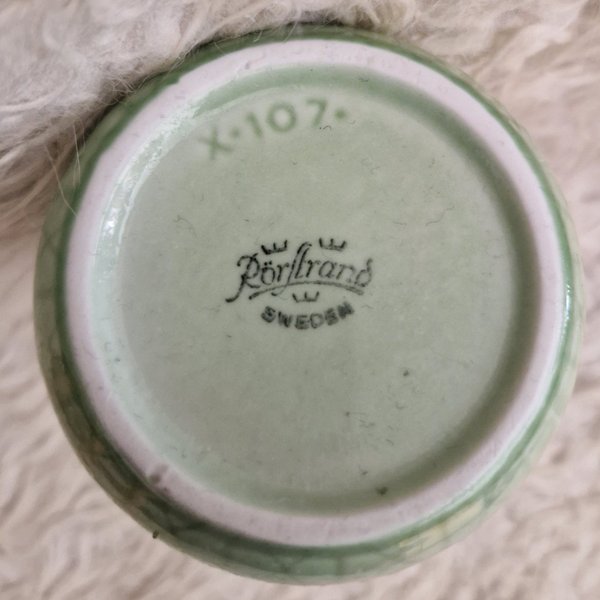 X·107·
Rörstrand
SWEDEN